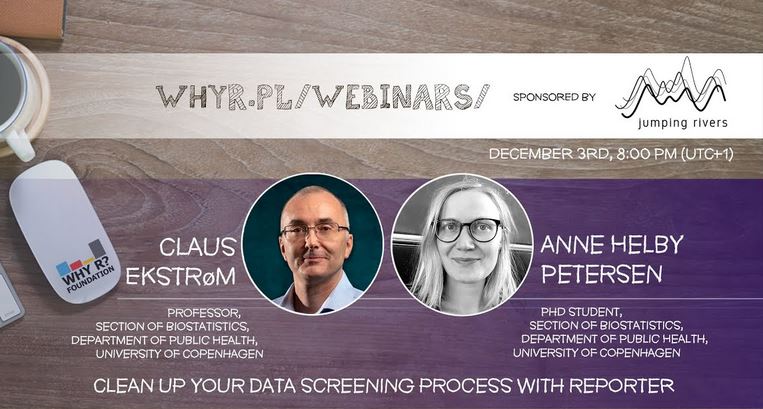 WHYR.PL/WEBINARS/
SPONSORED BY
jumping rivers
DECEMBER 3RD, 8:00 PM (UTC+1)
WHY R?
FOUNDATION
CLAUS
EKSTRøM
PROFESSOR,
SECTION OF BIOSTATISTICS,
DEPARTMENT OF PUBLIC HEALTH,
UNIVERSITY OF COPENHAGEN
ANNE HELBY
PETERSEN
PHD STUDENT,
SECTION OF BIOSTATISTICS,
DEPARTMENT OF PUBLIC HEALTH,
UNIVERSITY OF COPENHAGEN
CLEAN UP YOUR DATA SCREENING PROCESS WITH REPORTER